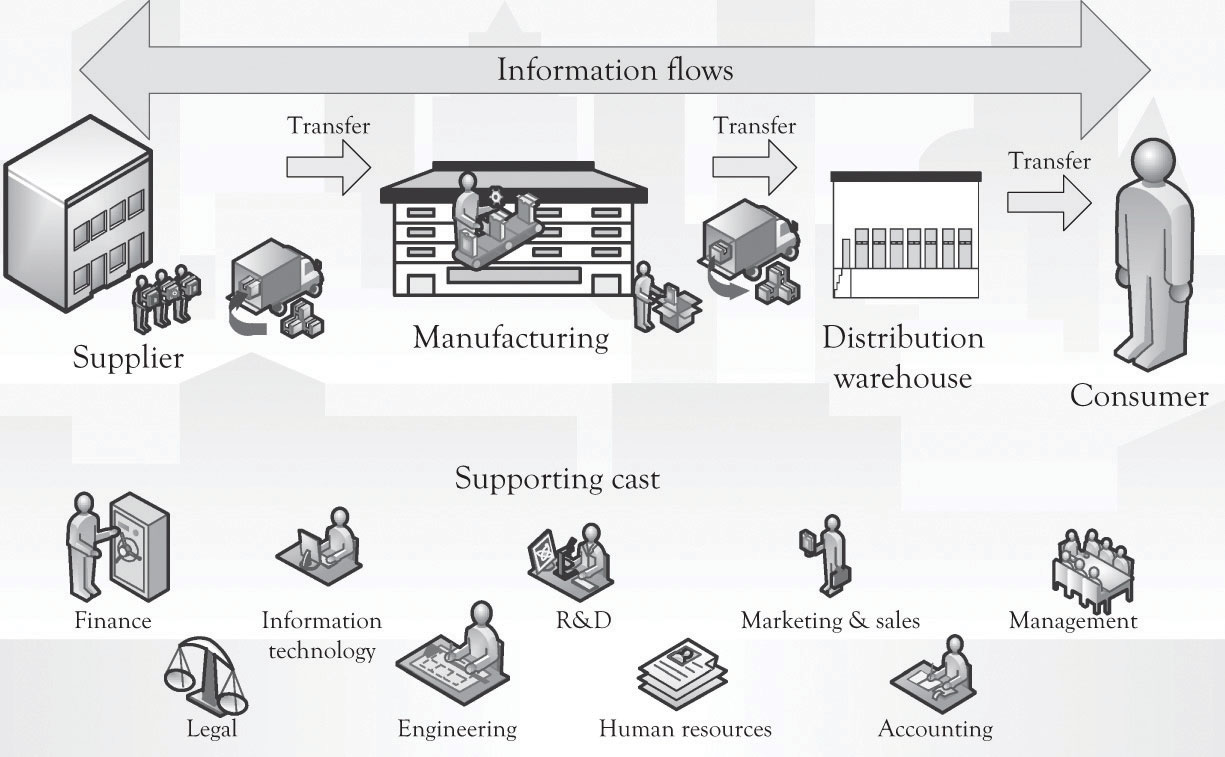 Information flows
Transfer
Transfer
Transfer
Supplier
Manufacturing
Distribution
warehouse
Consumer
Supporting cast
Finance
Information
technology
R&D
Marketing & sales
Management
Legal
Engineering
Human resources
Accounting